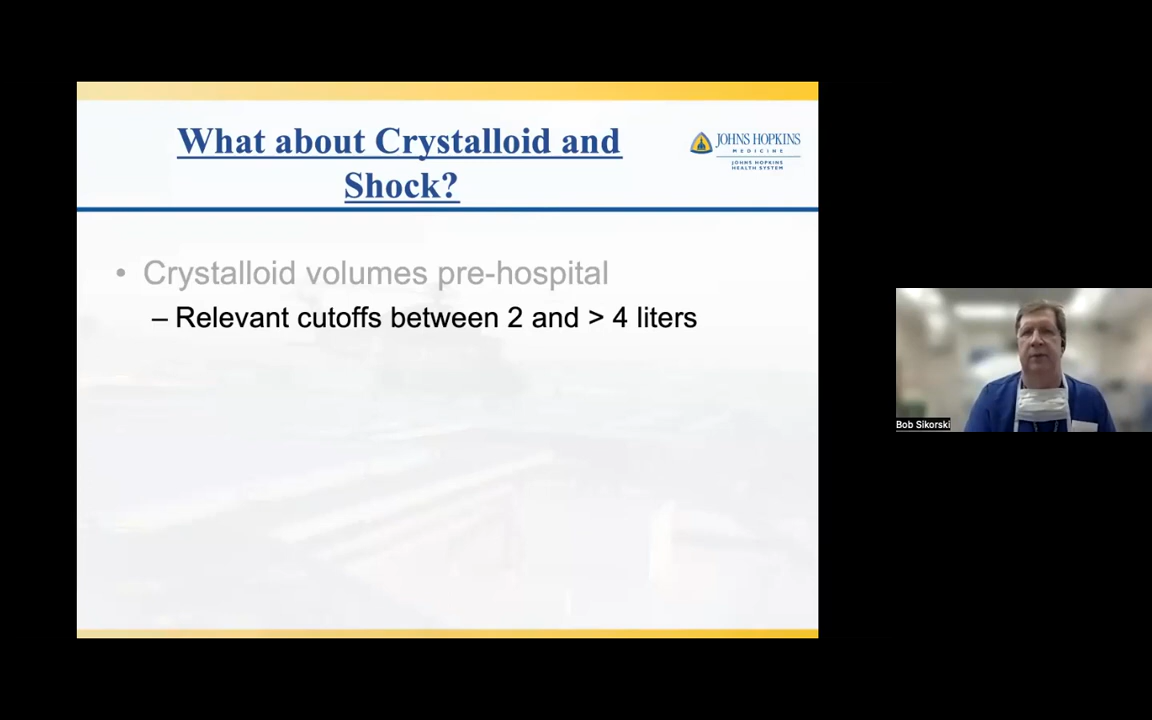 What about Crystalloid and
Shock?
JOHNS HOPKINS
MEDICINE
JOHNS HOPKINS
HEALTH SYSTEM
• Crystalloid volumes pre-hospital
– Relevant cutoffs between 2 and > 4 liters
Bob Sikorski